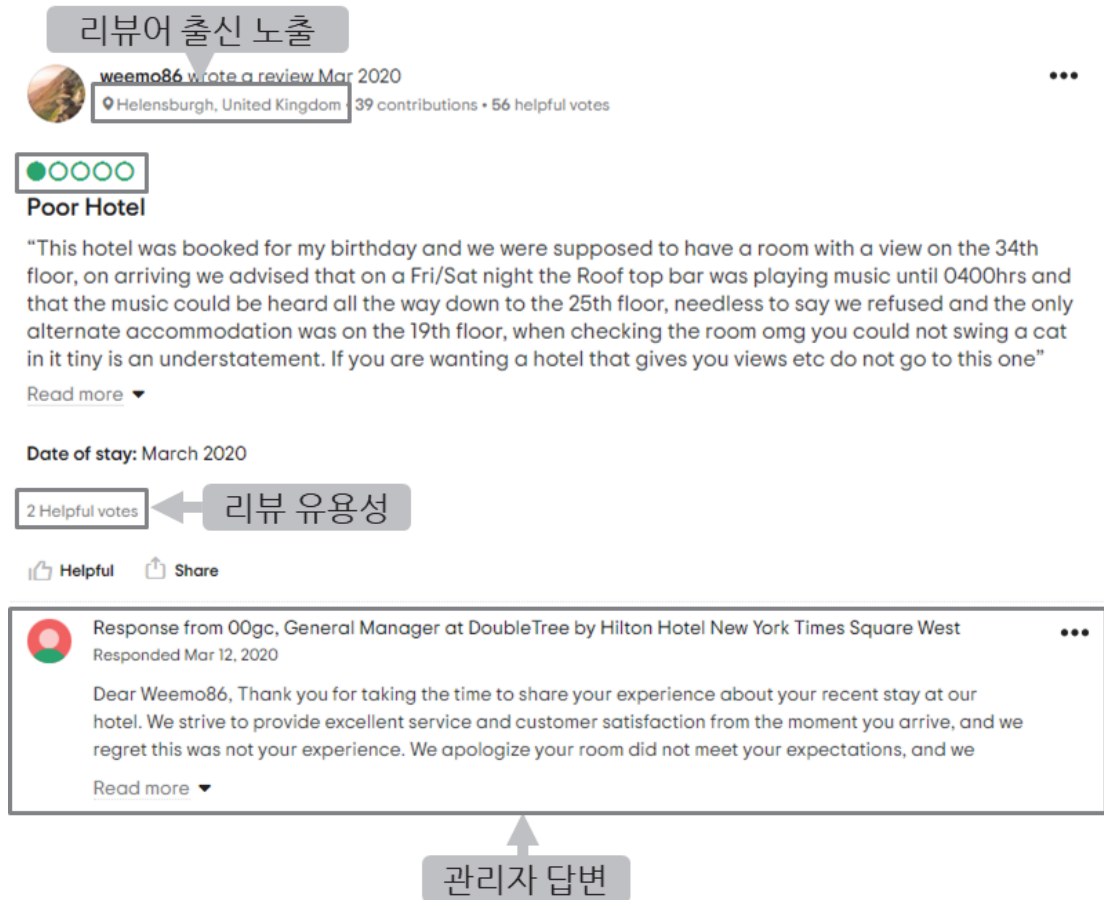 리뷰어 출신 노출
weemo86 wrote a review Mar 2020
Helensburgh, United Kingdom • 39 contributions • 56 helpful votes
Poor Hotel
“This hotel was booked for my birthday and we were supposed to have a room with a view on the 34th
floor, on arriving we advised that on a Fri/Sat night the Roof top bar was playing music until 0400hrs and
that the music could be heard all the way down to the 25th floor, needless to say we refused and the only
alternate accommodation was on the 19th floor, when checking the room omg you could not swing a cat
in it tiny is an understatement. If you are wanting a hotel that gives you views etc do not go to this one”
Read more
Date of stay: March 2020
2 Helpful votes
리뷰 유용성
Helpful Share
Response from 00gc, General Manager at DoubleTree by Hilton Hotel New York Times Square West
Responded Mar 12, 2020
Dear Weemo86, Thank you for taking the time to share your experience about your recent stay at our
hotel. We strive to provide excellent service and customer satisfaction from the moment you arrive, and we
regret this was not your experience. We apologize your room did not meet your expectations, and we
Read more
관리자 답변